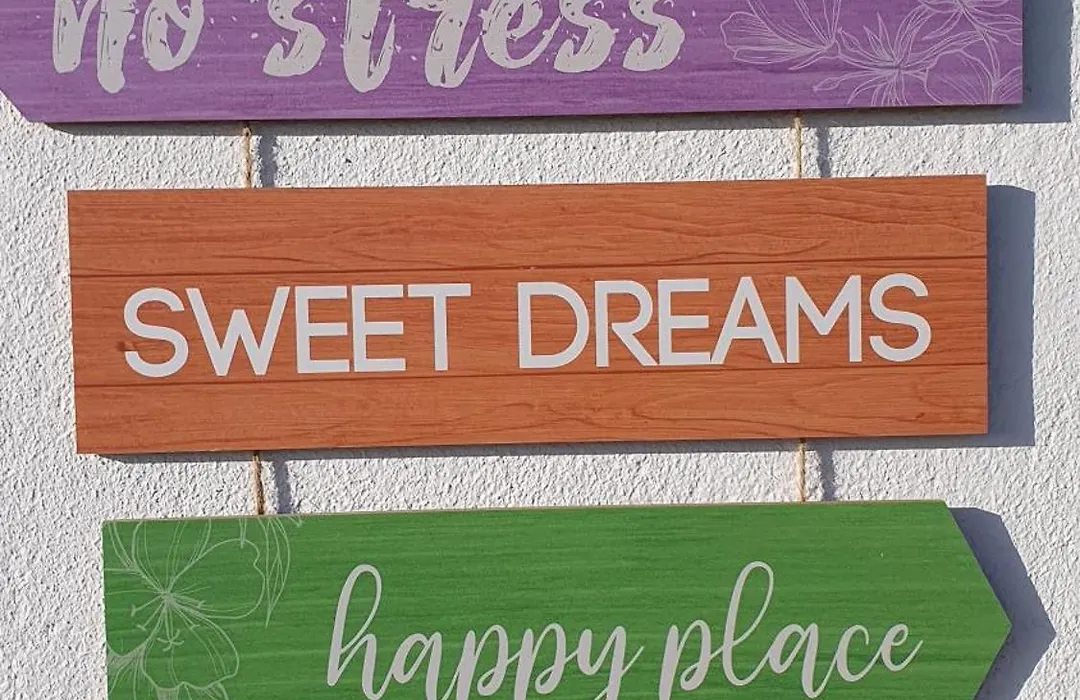 no stress
SWEET DREAMS
happy place